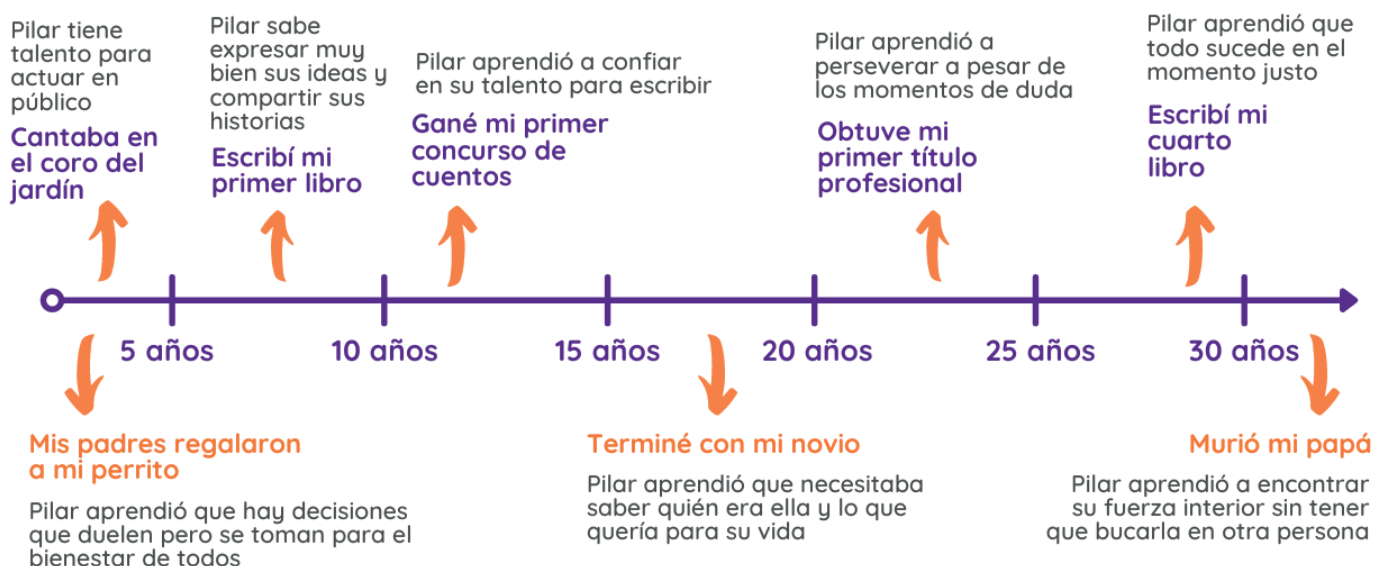 Pilar tiene
talento para
actuar en
público
Cantaba en
el coro del
jardín
Pilar sabe
expresar muy
bien sus ideas y
compartir sus
historias
Escribí mi
primer libro
Pilar aprendió a confiar
en su talento para escribir
Gané mi primer
concurso de
cuentos
Pilar aprendió a
perseverar a pesar de
los momentos de duda
Obtuve mi
primer título
profesional
Pilar aprendió que
todo sucede en el
momento justo
Escribí mi
cuarto
libro
5 años
10 años
15 años
20 años
25 años
30 años
Mis padres regalaron
a mi perrito
Pilar aprendió que hay decisiones
que duelen pero se toman para el
bienestar de todos
Terminé con mi novio
Pilar aprendió que necesitaba
saber quién era ella y lo que
quería para su vida
Murió mi papá
Pilar aprendió a encontrar
su fuerza interior sin tener
que bucarla en otra persona